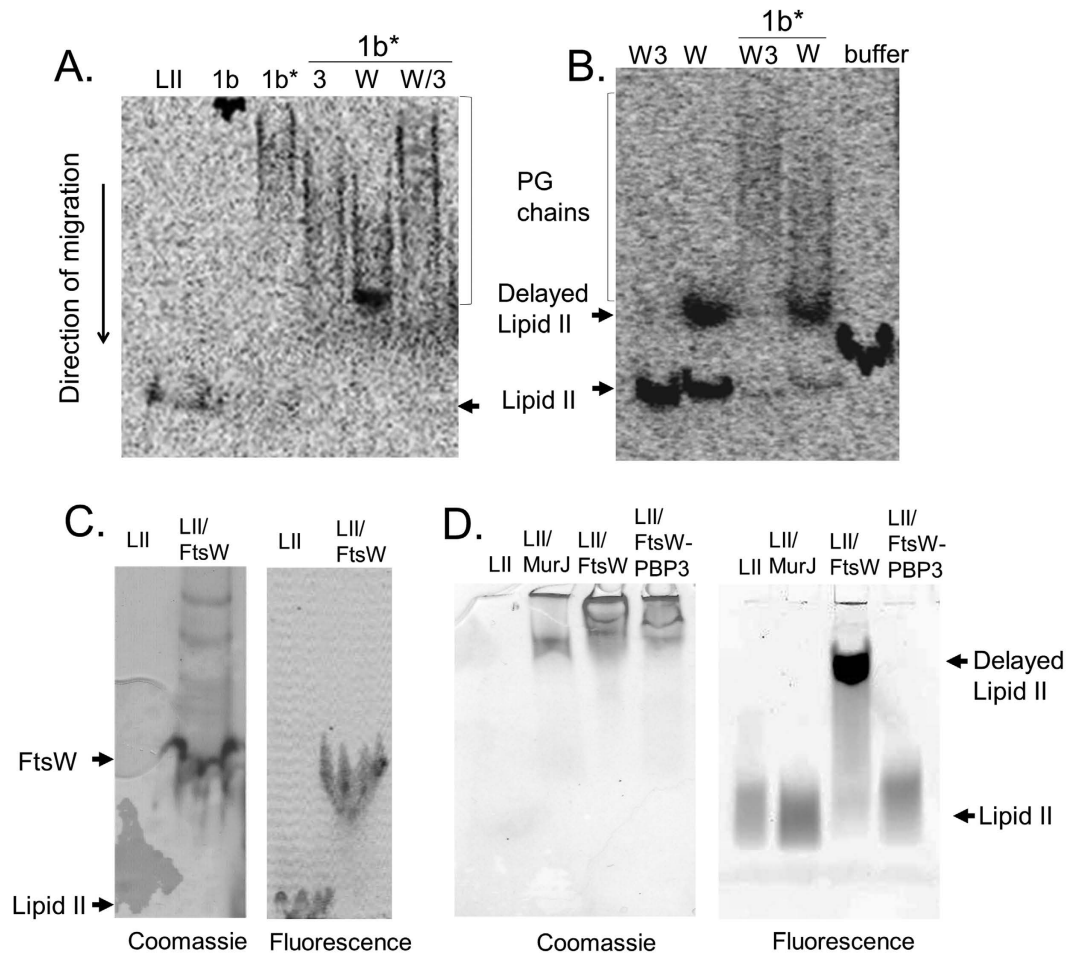 A.
1b*
LII 1b 1b* 3 W W/3
Direction of migration
B.
1b*
W3 W W3 W buffer
PG
chains
Delayed
Lipid II
Lipid II
C.
LII LII/
FtsW
LII LII/
FtsW
FtsW
Lipid II
Coomassie Fluorescence
D.
LII LII/
MurJ LII/
FtsW LII/
FtsW-
PBP3
LII LII/
MurJ LII/
FtsW LII/
FtsW-
PBP3
Delayed
Lipid II
Lipid II
Coomassie Fluorescence